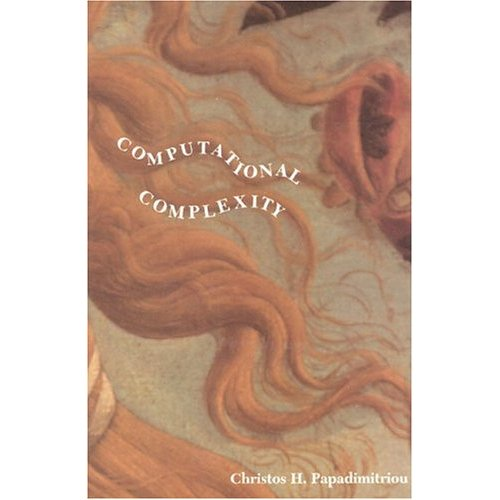 COMPUTATIONAL
COMPLEXITY
Christos H. Papadimitriou